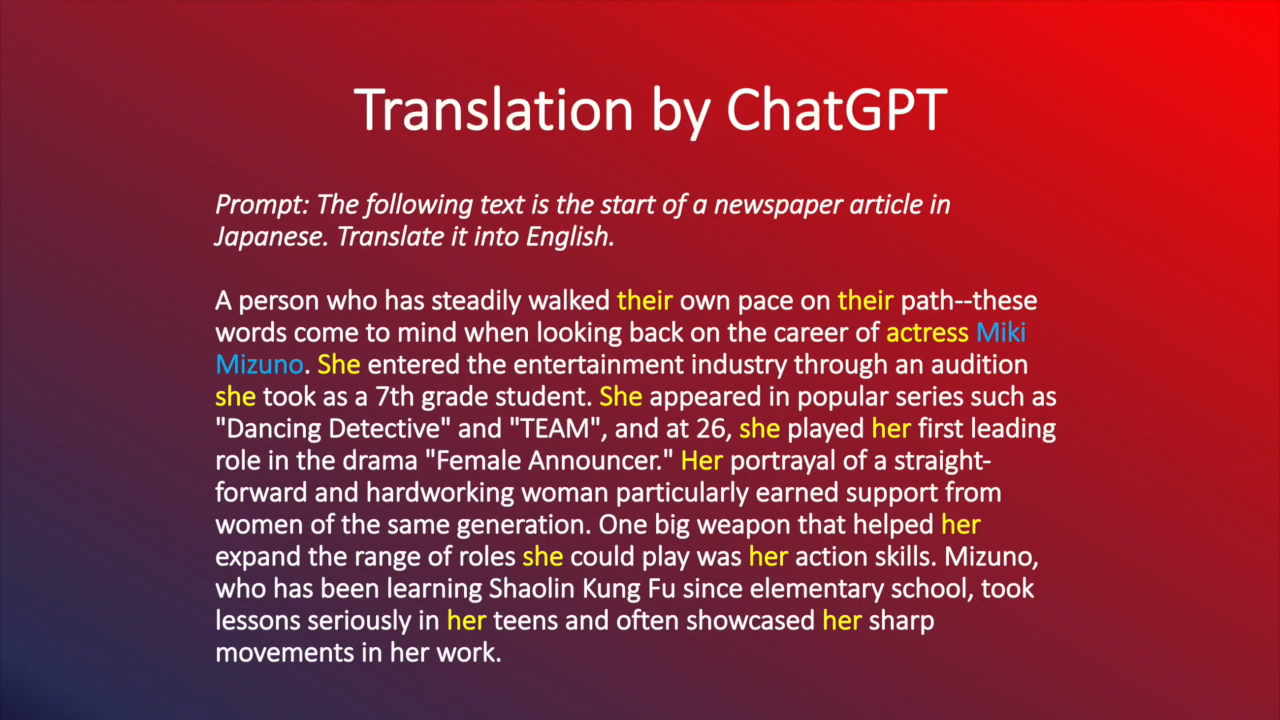 Translation by ChatGPT
Prompt: The following text is the start of a newspaper article in
Japanese. Translate it into English.
A person who has steadily walked their own pace on their path--these
words come to mind when looking back on the career of actress Miki
Mizuno. She entered the entertainment industry through an audition
she took as a 7th grade student. She appeared in popular series such as
"Dancing Detective" and "TEAM", and at 26, she played her first leading
role in the drama "Female Announcer." Her portrayal of a straight-
forward and hardworking woman particularly earned support from
women of the same generation. One big weapon that helped her
expand the range of roles she could play was her action skills. Mizuno,
who has been learning Shaolin Kung Fu since elementary school, took
lessons seriously in her teens and often showcased her sharp
movements in her work.